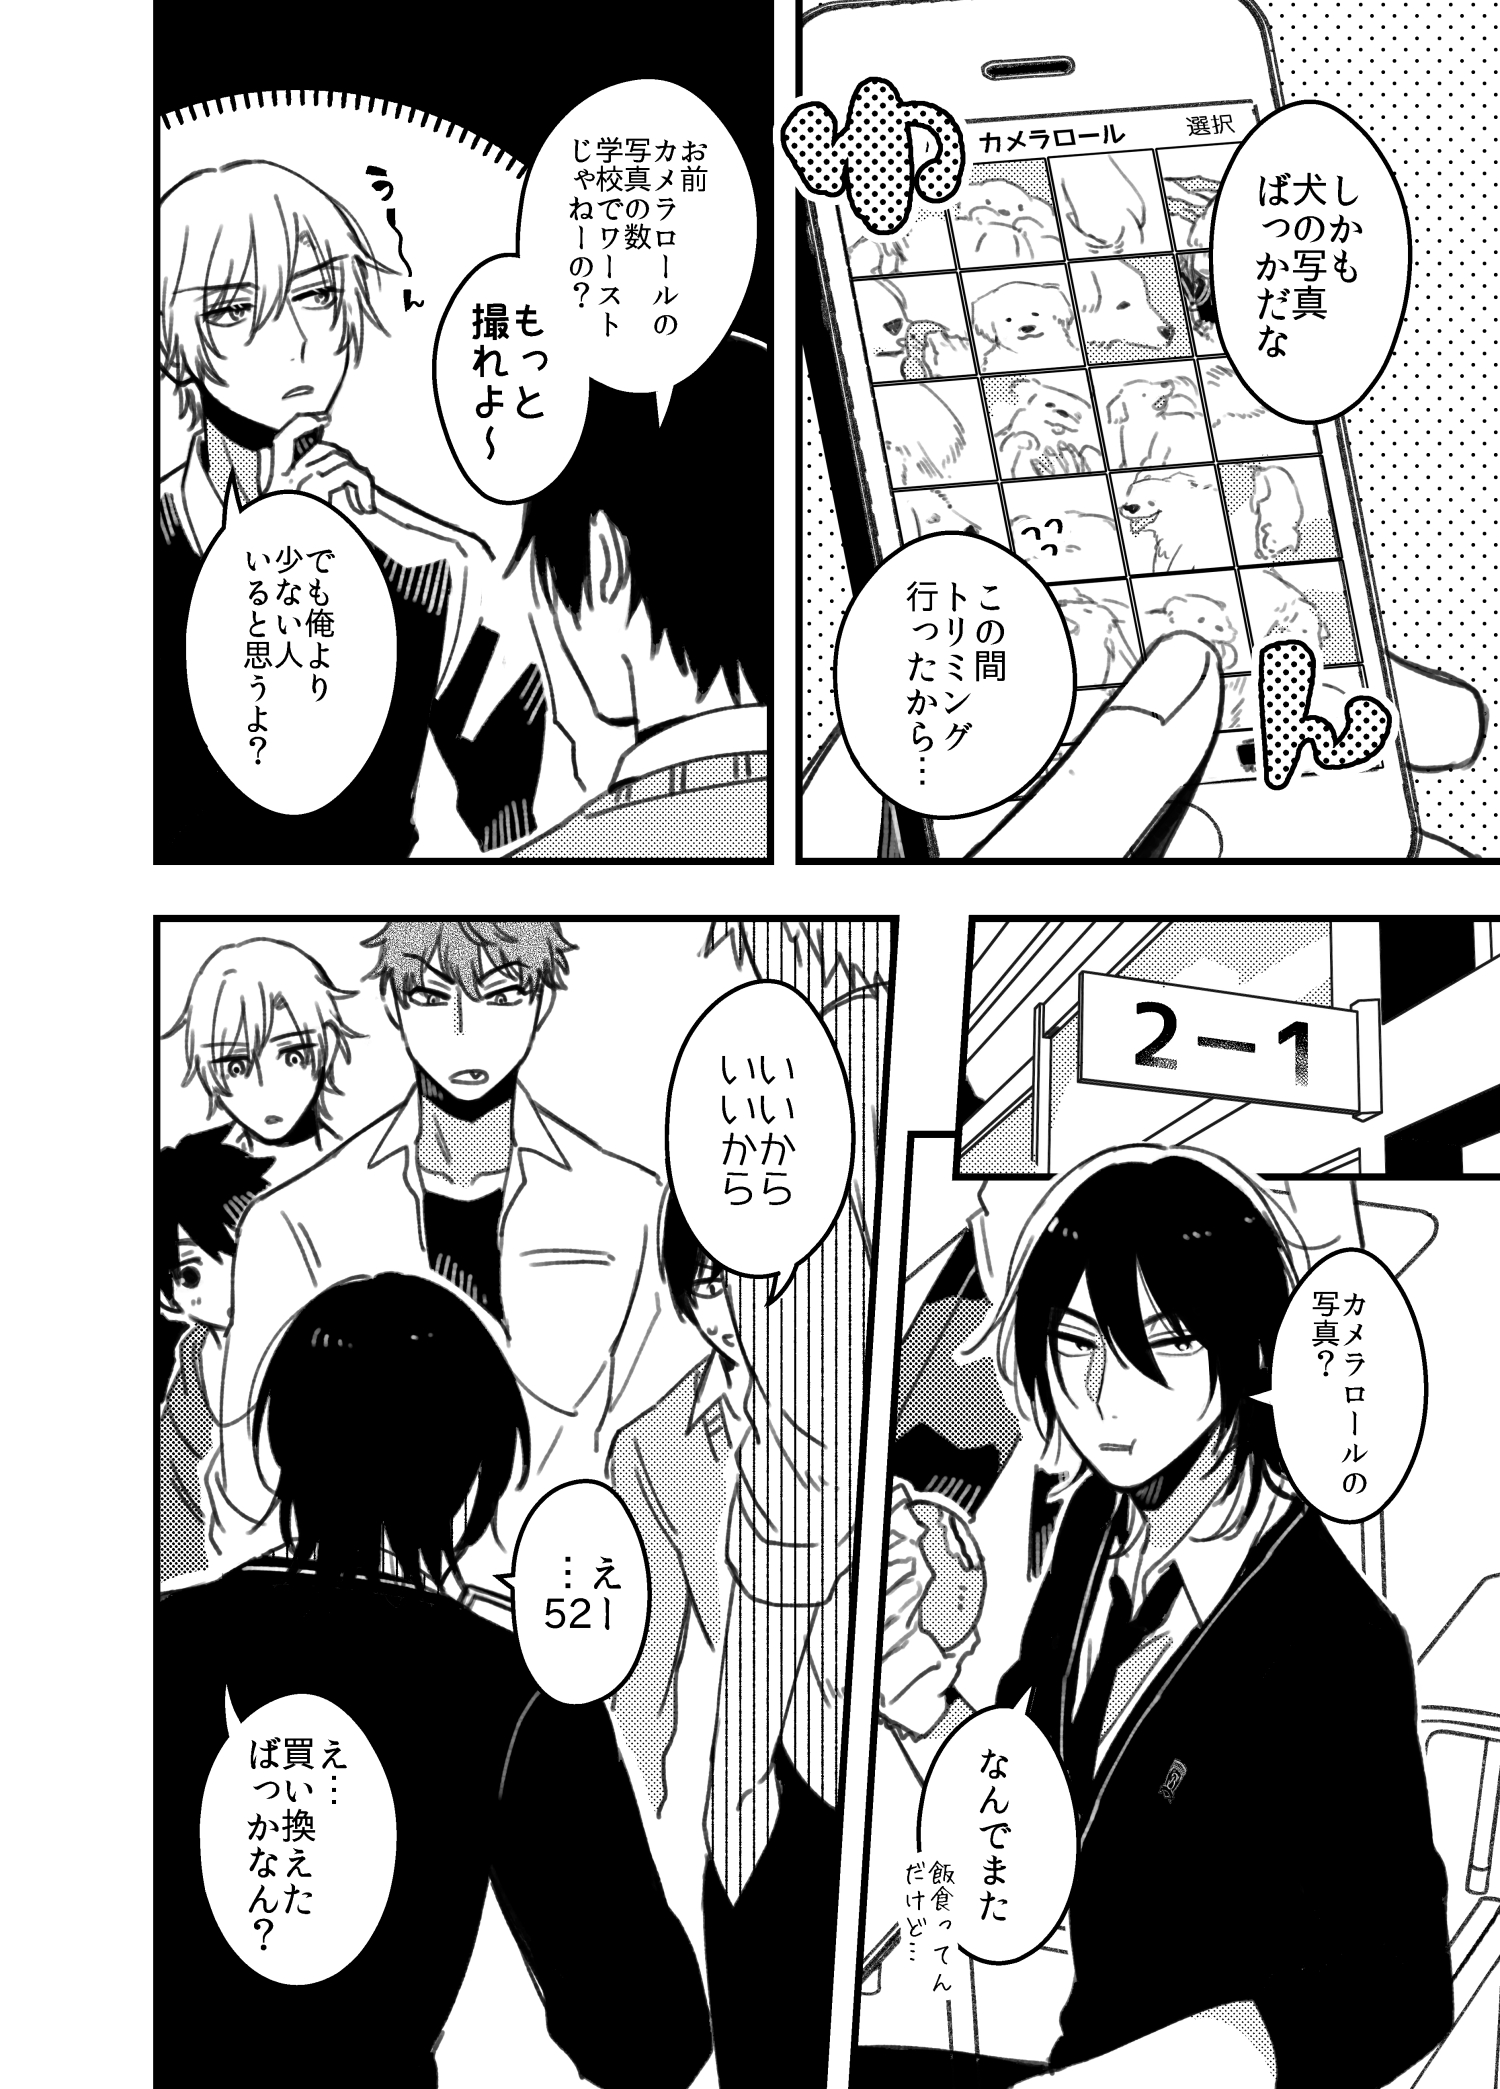 しかも
犬の写真
ばっかだな
カメラロール
選択
ゆ
ん
この間
トリミング
行ったから…
お前
カメラロールの
写真の数
学校でワースト
じゃねーの?
もっと
撮れよ〜
うーーん
でも俺より
少ない人
いると思うよ?
2−1
カメラロールの
写真?
なんでまた
飯食ってん
だけど…
いいから
いいから
えー
…52
え…
買い換えた
ばっかなん?